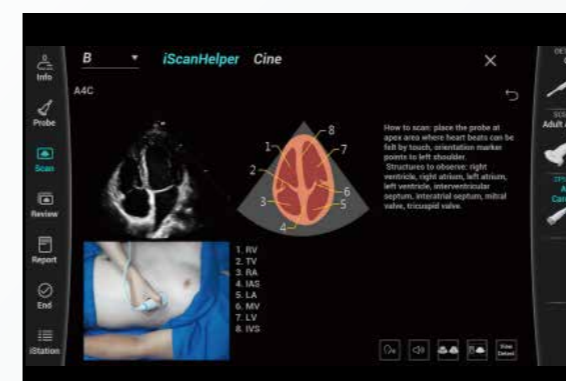 B
iScanHelper
Cine
Info
A4C
Probe
Scan
Review
Report
End
iStation
8
1
7
2
6
3
5
4
How to scan: place the probe at
apex area where heart beats can be
felt by touch, orientation marker
points to left shoulder.
Structures to observe: right
ventricle, right atrium, left atrium,
left ventricle, interventricular
septum, interatrial septum, mitral
valve, tricuspid valve.
1. RV
2. TV
3. RA
4. IAS
5. LA
6. MV
7. LV
8. IVS
View
Detect
Adult